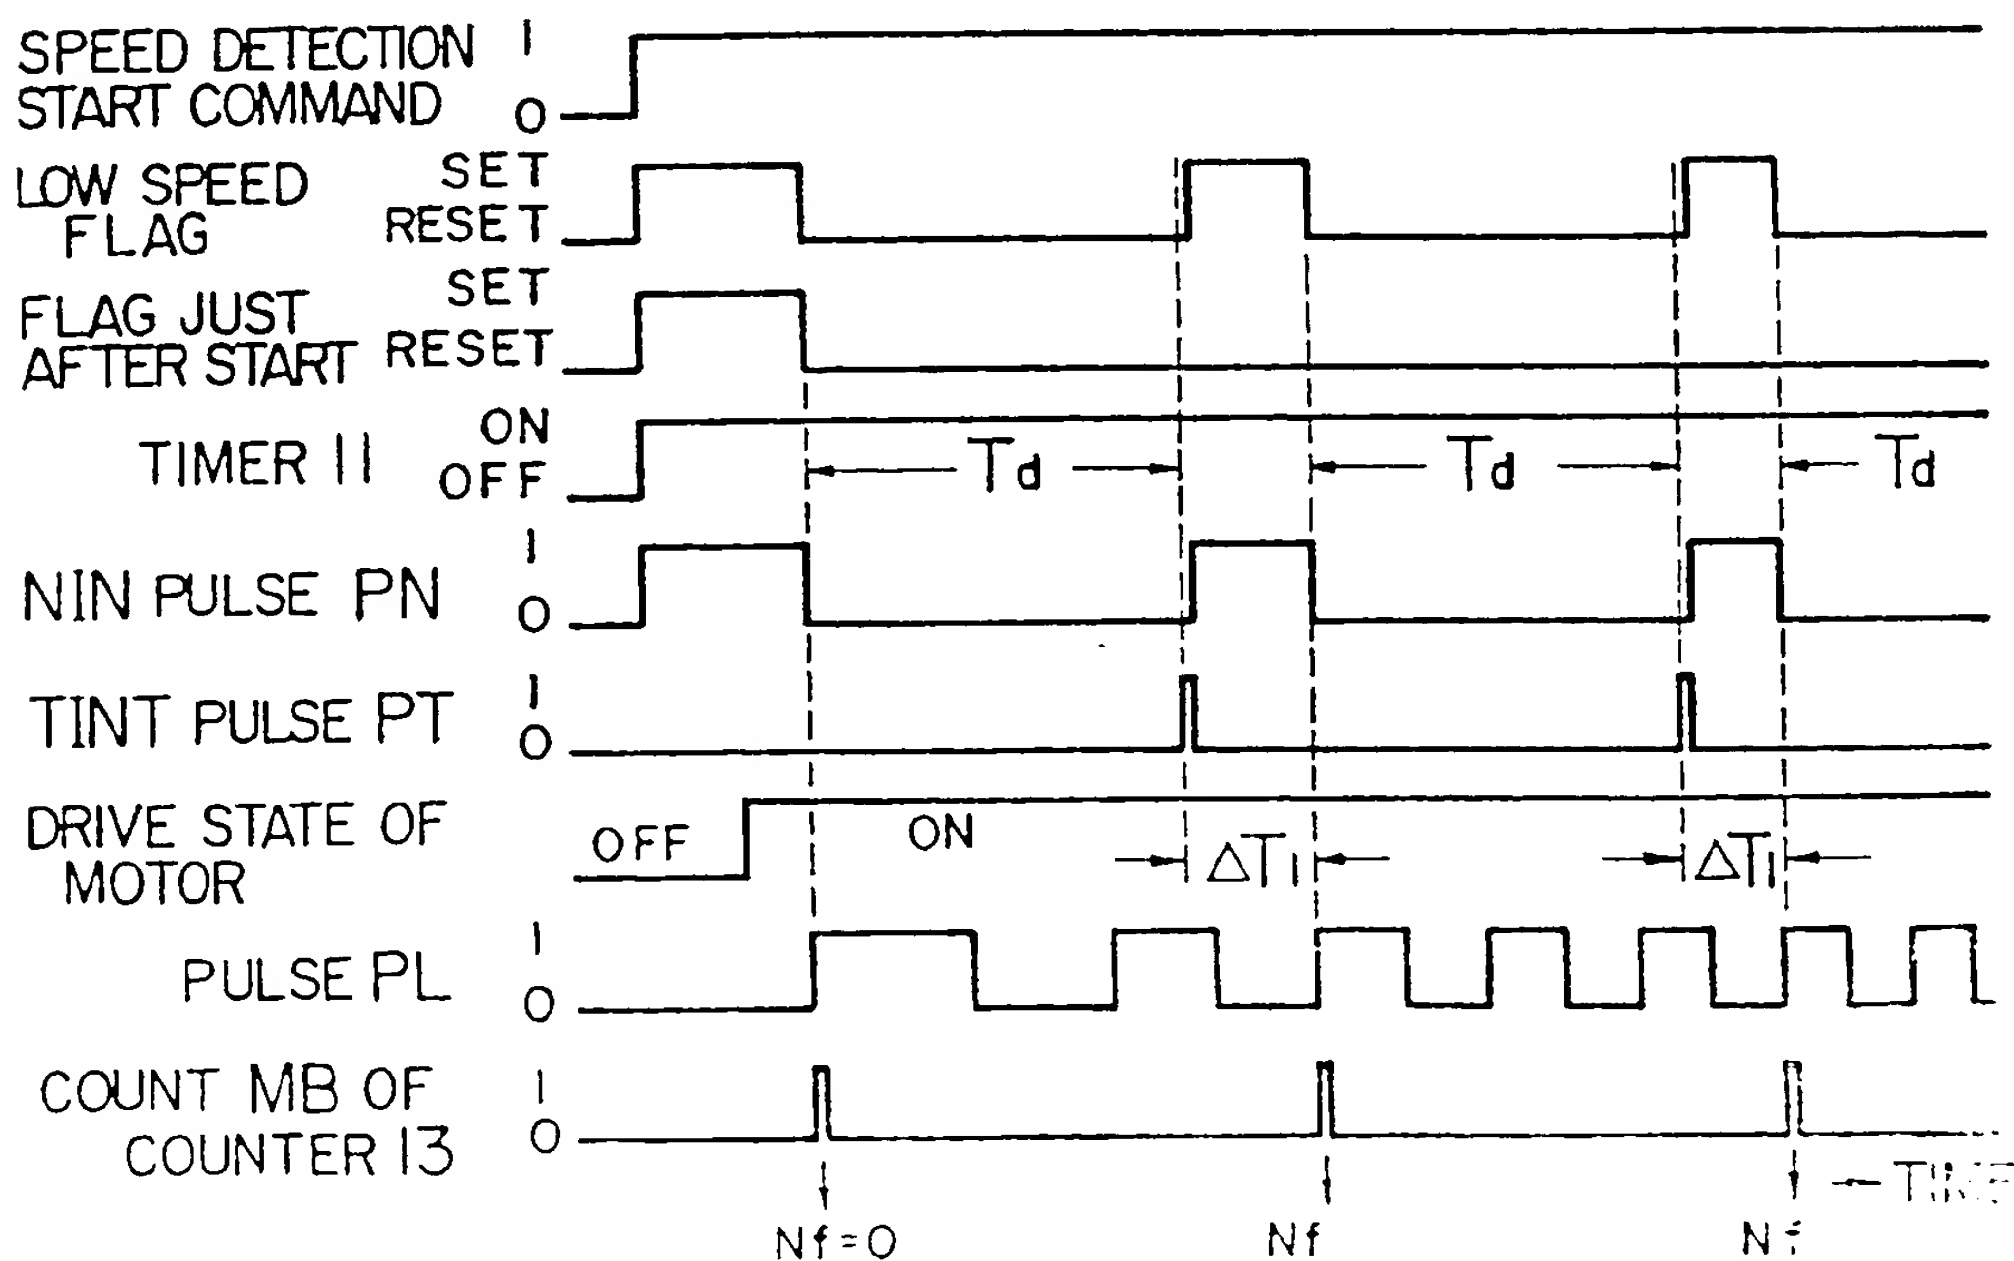 SPEED DETECTION 1
START COMMAND 0
LOW SPEED SET
FLAG RESET
FLAG JUST SET
AFTER START RESET
TIMER 11 ON
OFF
Td Td Td
NIN PULSE PN 1
0
TINT PULSE PT 1
0
DRIVE STATE OF
MOTOR OFF ON
ΔT1 ΔT1
PULSE PL 1
0
COUNT MB OF 1
COUNTER 13 0
TIME
Nf=0 Nf Nf